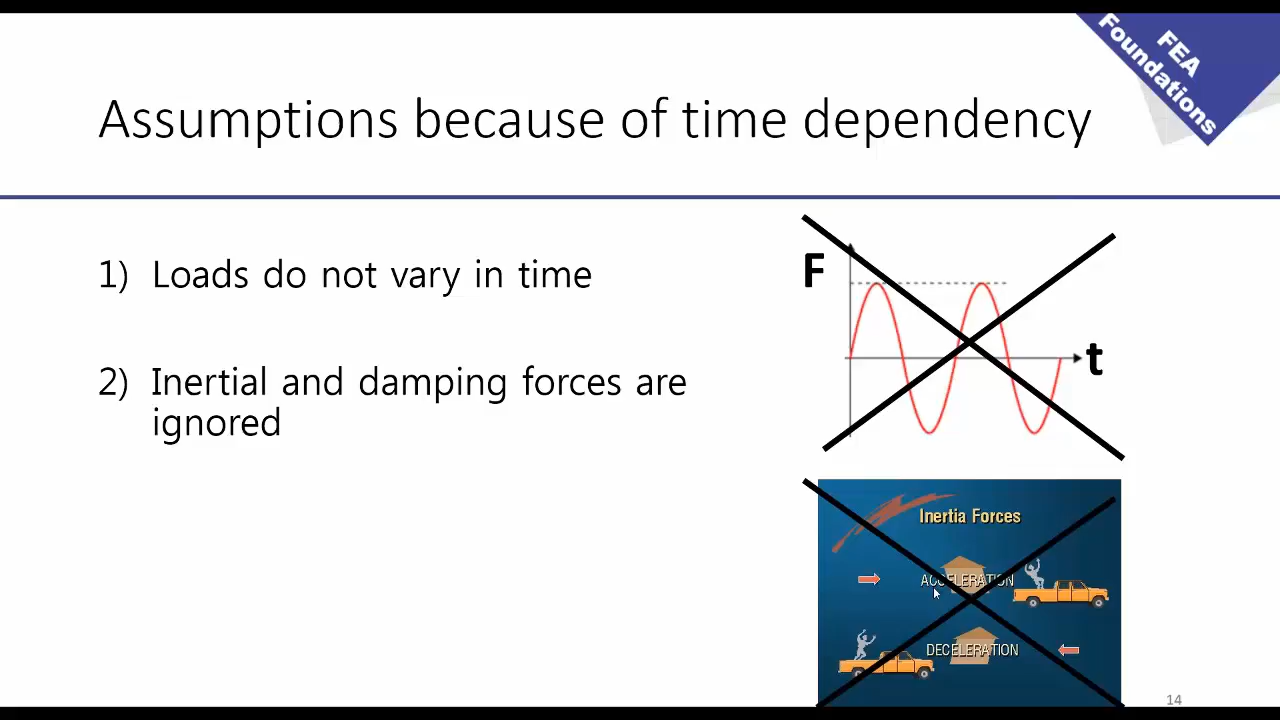 FEA
Foundations
Assumptions because of time dependency
1) Loads do not vary in time
2) Inertial and damping forces are
ignored
F
t
Inertia Forces
ACCELERATION
DECELERATION
14